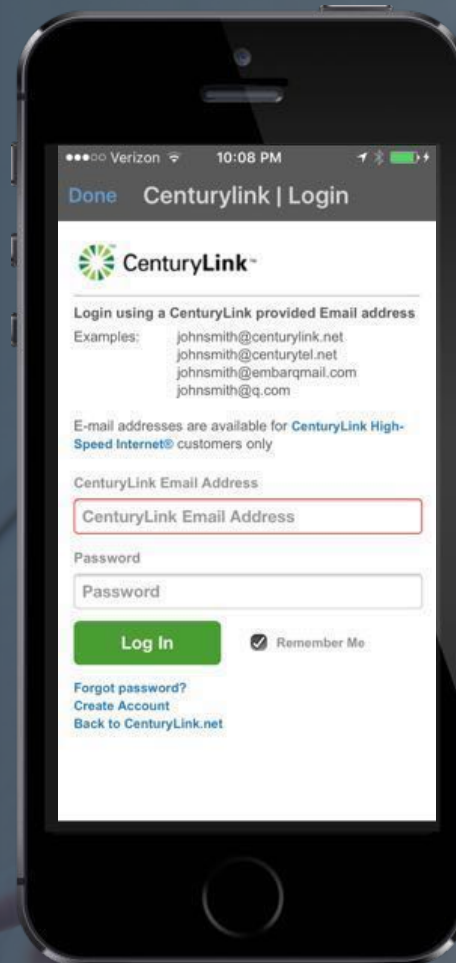 Verizon 10:08 PM
Done Centurylink | Login
CenturyLink™
Login using a CenturyLink provided Email address
Examples: johnsmith@centurylink.net
johnsmith@centurytel.net
johnsmith@embarqmail.com
johnsmith@q.com
E-mail addresses are available for CenturyLink High-
Speed Internet® customers only
CenturyLink Email Address
CenturyLink Email Address
Password
Password
Log In Remember Me
Forgot password?
Create Account
Back to CenturyLink.net